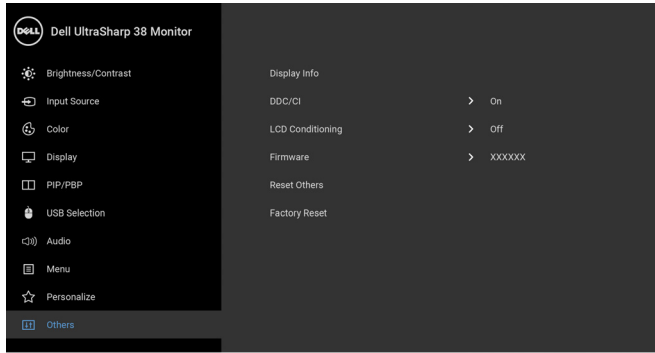 DELL Dell UltraSharp 38 Monitor
Brightness/Contrast
Input Source
Color
Display
PIP/PBP
USB Selection
Audio
Menu
Personalize
Others
Display Info
DDC/CI > On
LCD Conditioning > Off
Firmware > XXXXXX
Reset Others
Factory Reset